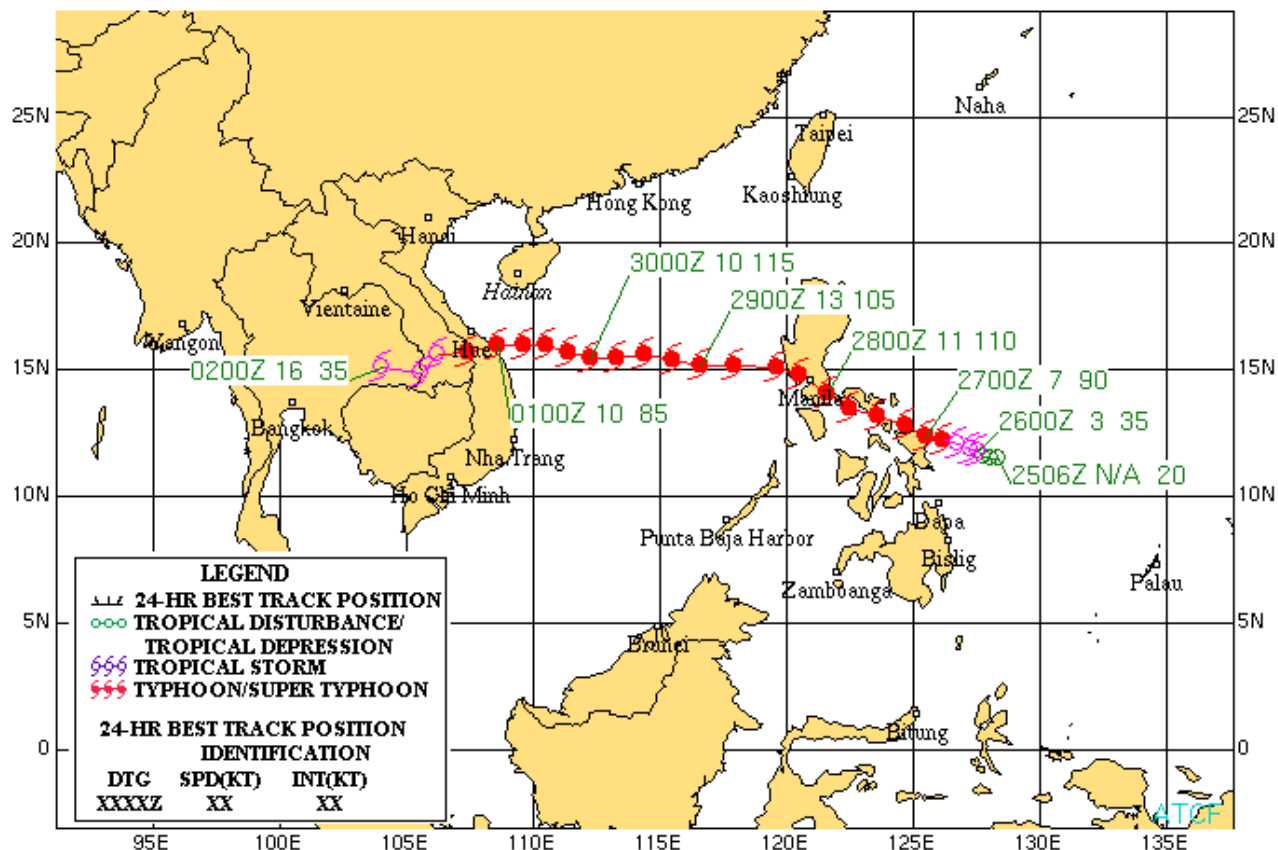 25N
20N
15N
10N
5N
0
25N
20N
15N
10N
5N
0
95E
100E
105E
110E
115E
120E
125E
130E
135E
Naha
Taipei
Kaoshiung
Hong Kong
Hanoi
Hainan
Vientaine
Yangon
Hue
Bangkok
Nha Trang
Ho Chi Minh
Manila
Punta Baja Harbor
Dapa
Bislig
Zamboanga
Palau
Brunei
Bitung
3000Z 10 115
2900Z 13 105
2800Z 11 110
2700Z 7 90
2600Z 3 35
2506Z N/A 20
0100Z 10 85
0200Z 16 35
LEGEND
24-HR BEST TRACK POSITION
TROPICAL DISTURBANCE/
TROPICAL DEPRESSION
TROPICAL STORM
TYPHOON/SUPER TYPHOON
24-HR BEST TRACK POSITION
IDENTIFICATION
DTG SPD(KT) INT(KT)
XXXXZ XX XX
ATCF